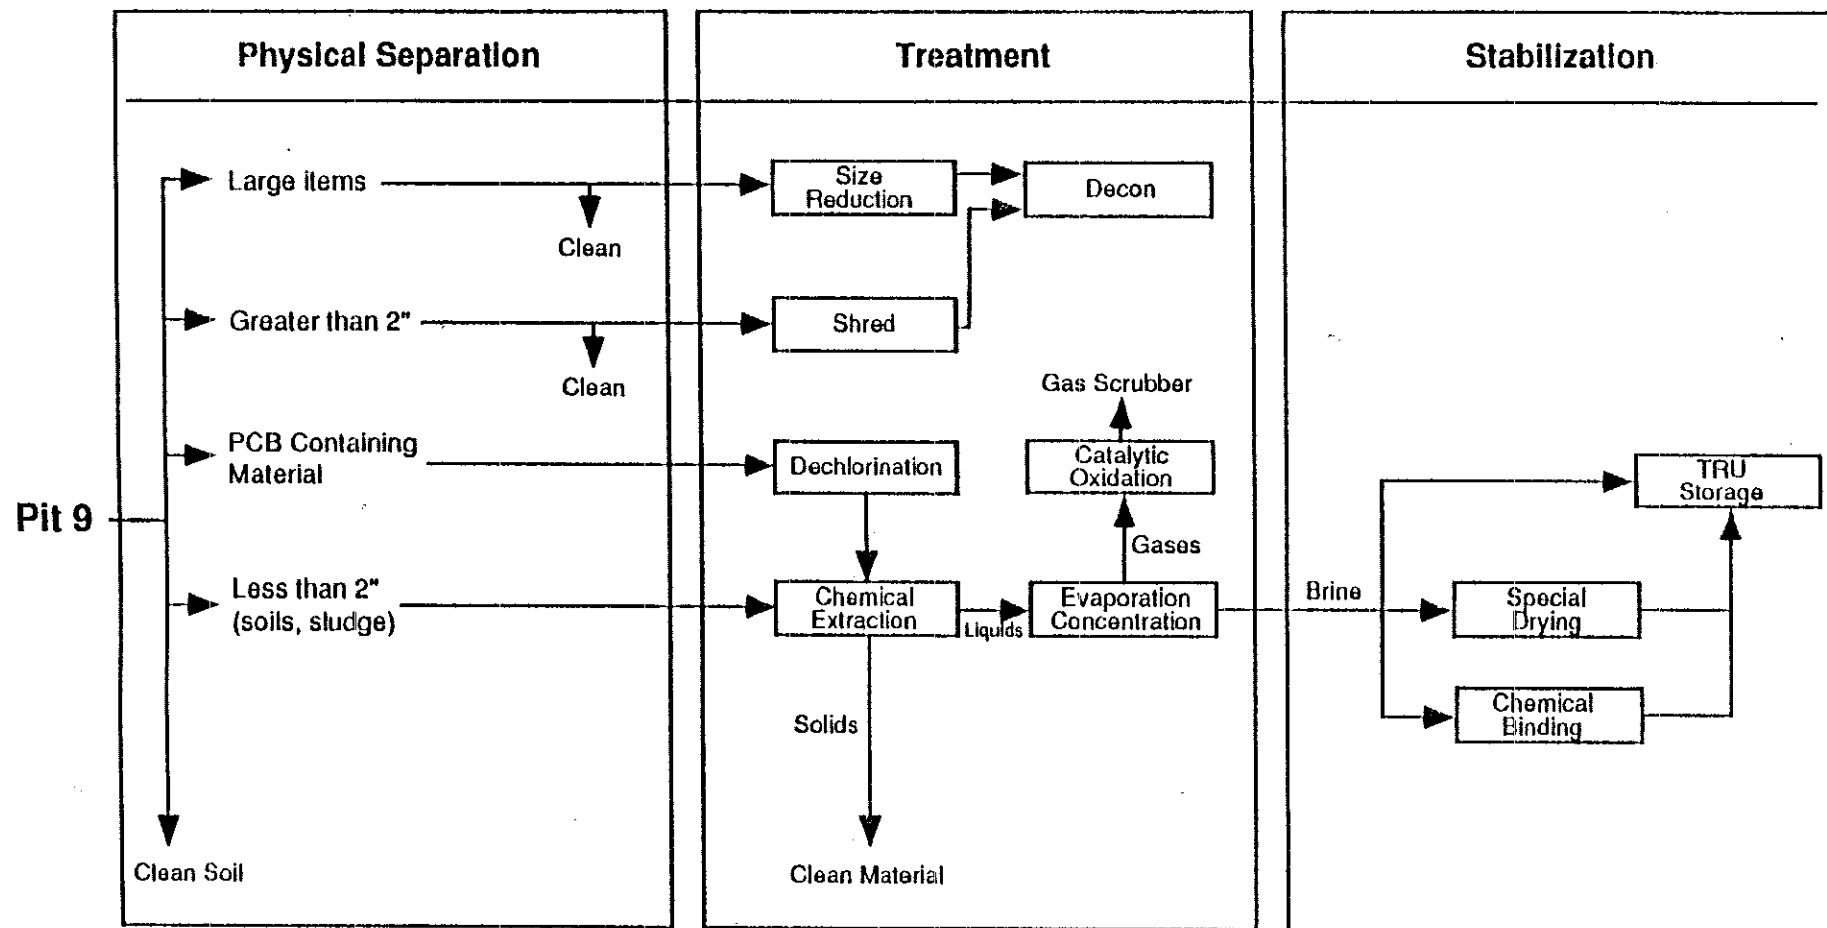 Physical Separation
Treatment
Stabilization
Large items
Clean
Size
Reduction
Decon
Greater than 2"
Clean
Shred
Gas Scrubber
PCB Containing
Material
Dechlorination
Catalytic
Oxidation
TRU
Storage
Pit 9
Gases
Less than 2"
(soils, sludge)
Chemical
Extraction
Liquids
Evaporation
Concentration
Brine
Special
Drying
Chemical
Binding
Solids
Clean Soil
Clean Material